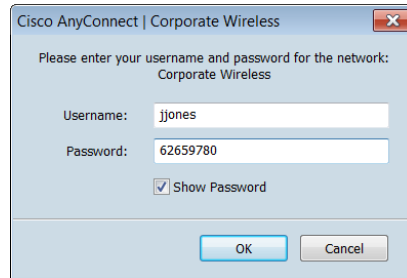 Cisco AnyConnect | Corporate Wireless
Please enter your username and password for the network:
Corporate Wireless
Username: jjones
Password: 62659780
Show Password
OK Cancel